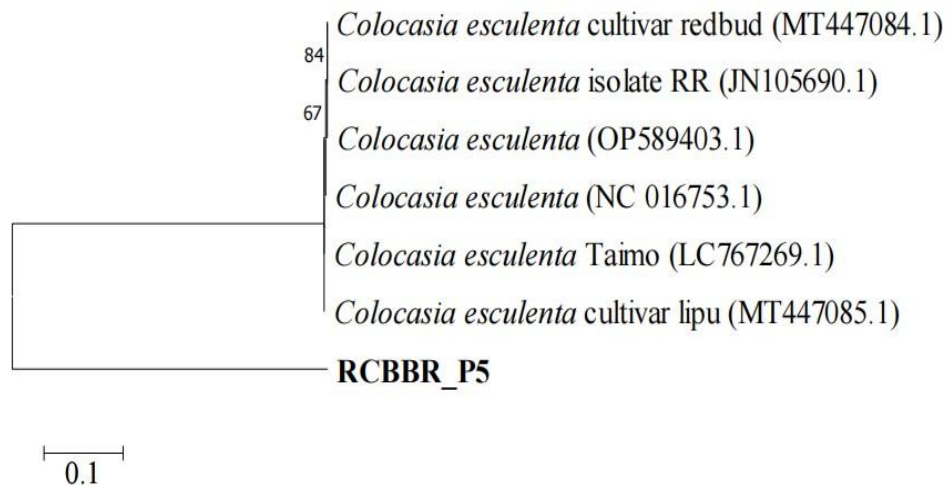 Colocasia esculenta cultivar redbud (MT447084.1)
84
Colocasia esculenta isolate RR (JN105690.1)
67
Colocasia esculenta (OP589403.1)
Colocasia esculenta (NC 016753.1)
Colocasia esculenta Taimo (LC767269.1)
Colocasia esculenta cultivar lipu (MT447085.1)
RCBBR_P5
0.1